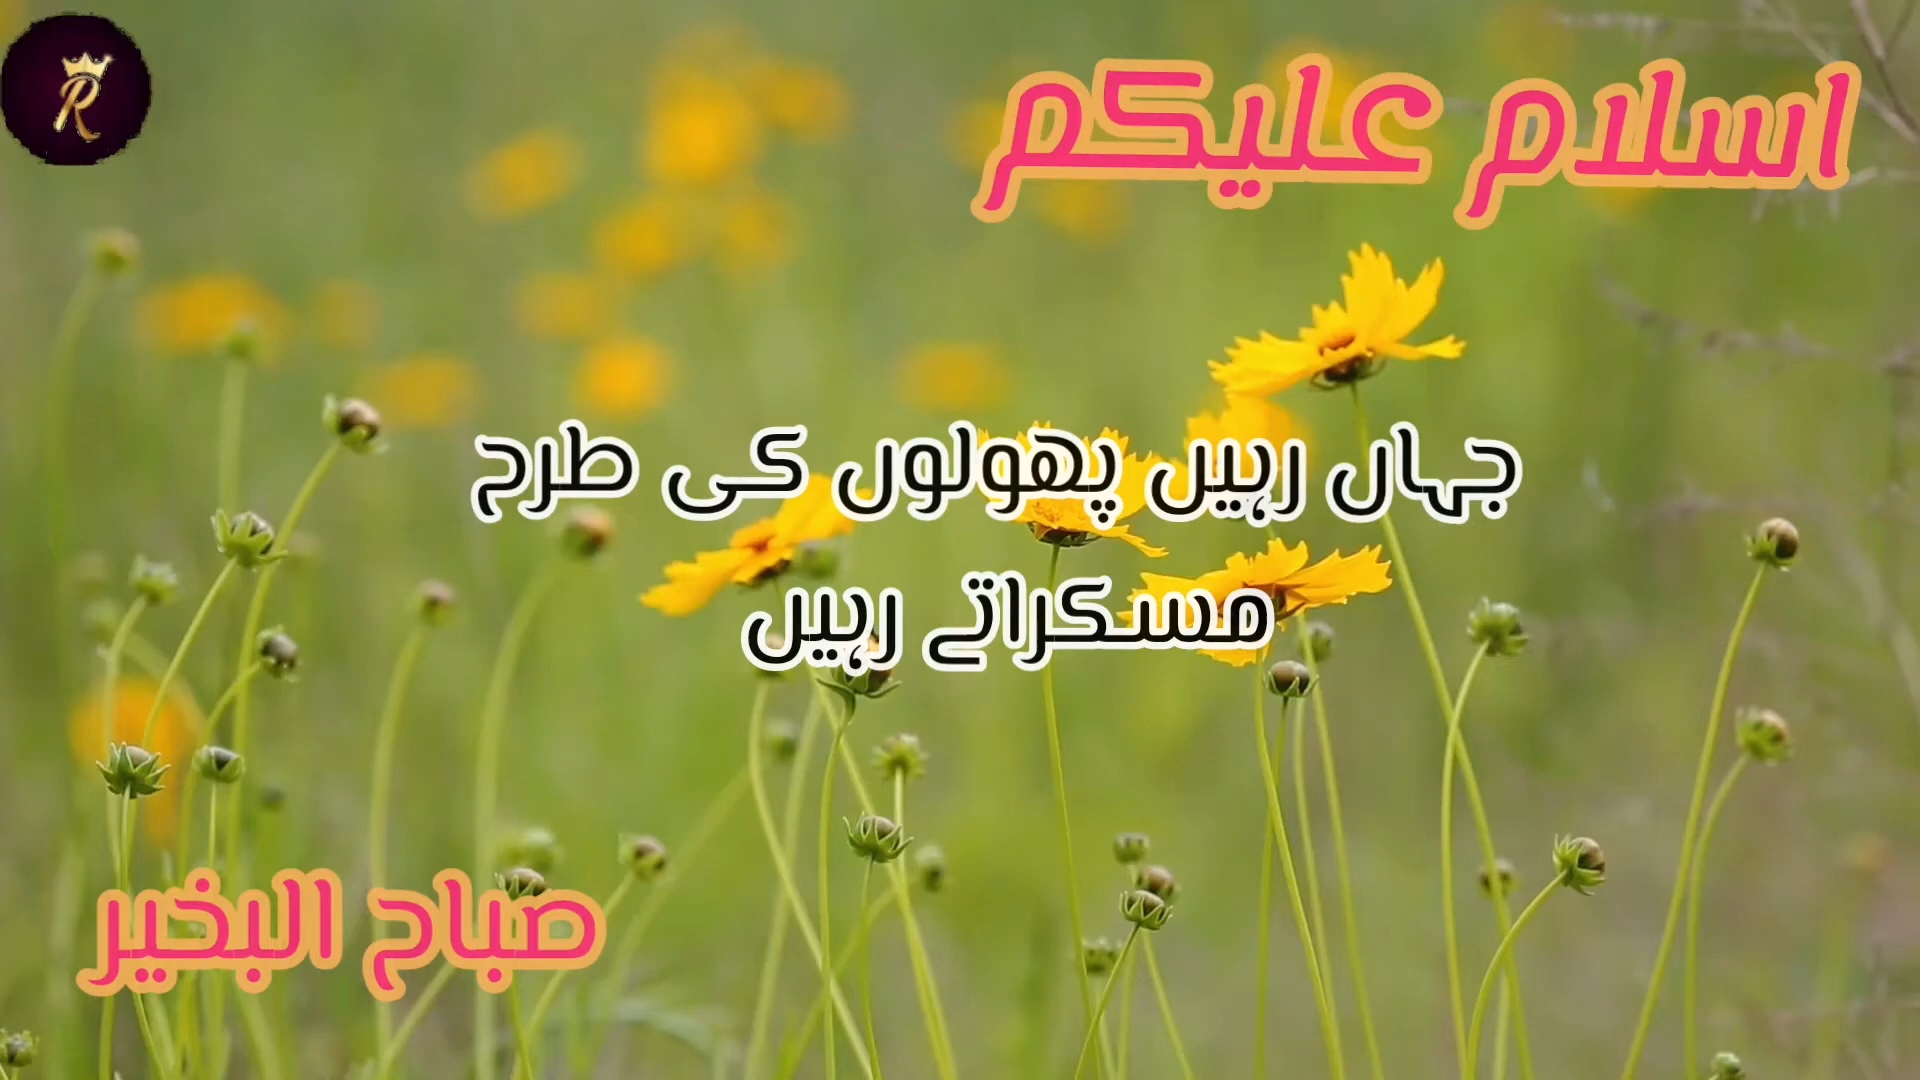 R
اسلام علیکم
جہاں رہیں پھولوں کی طرح
مسکراتے رہیں
صباح البخیر